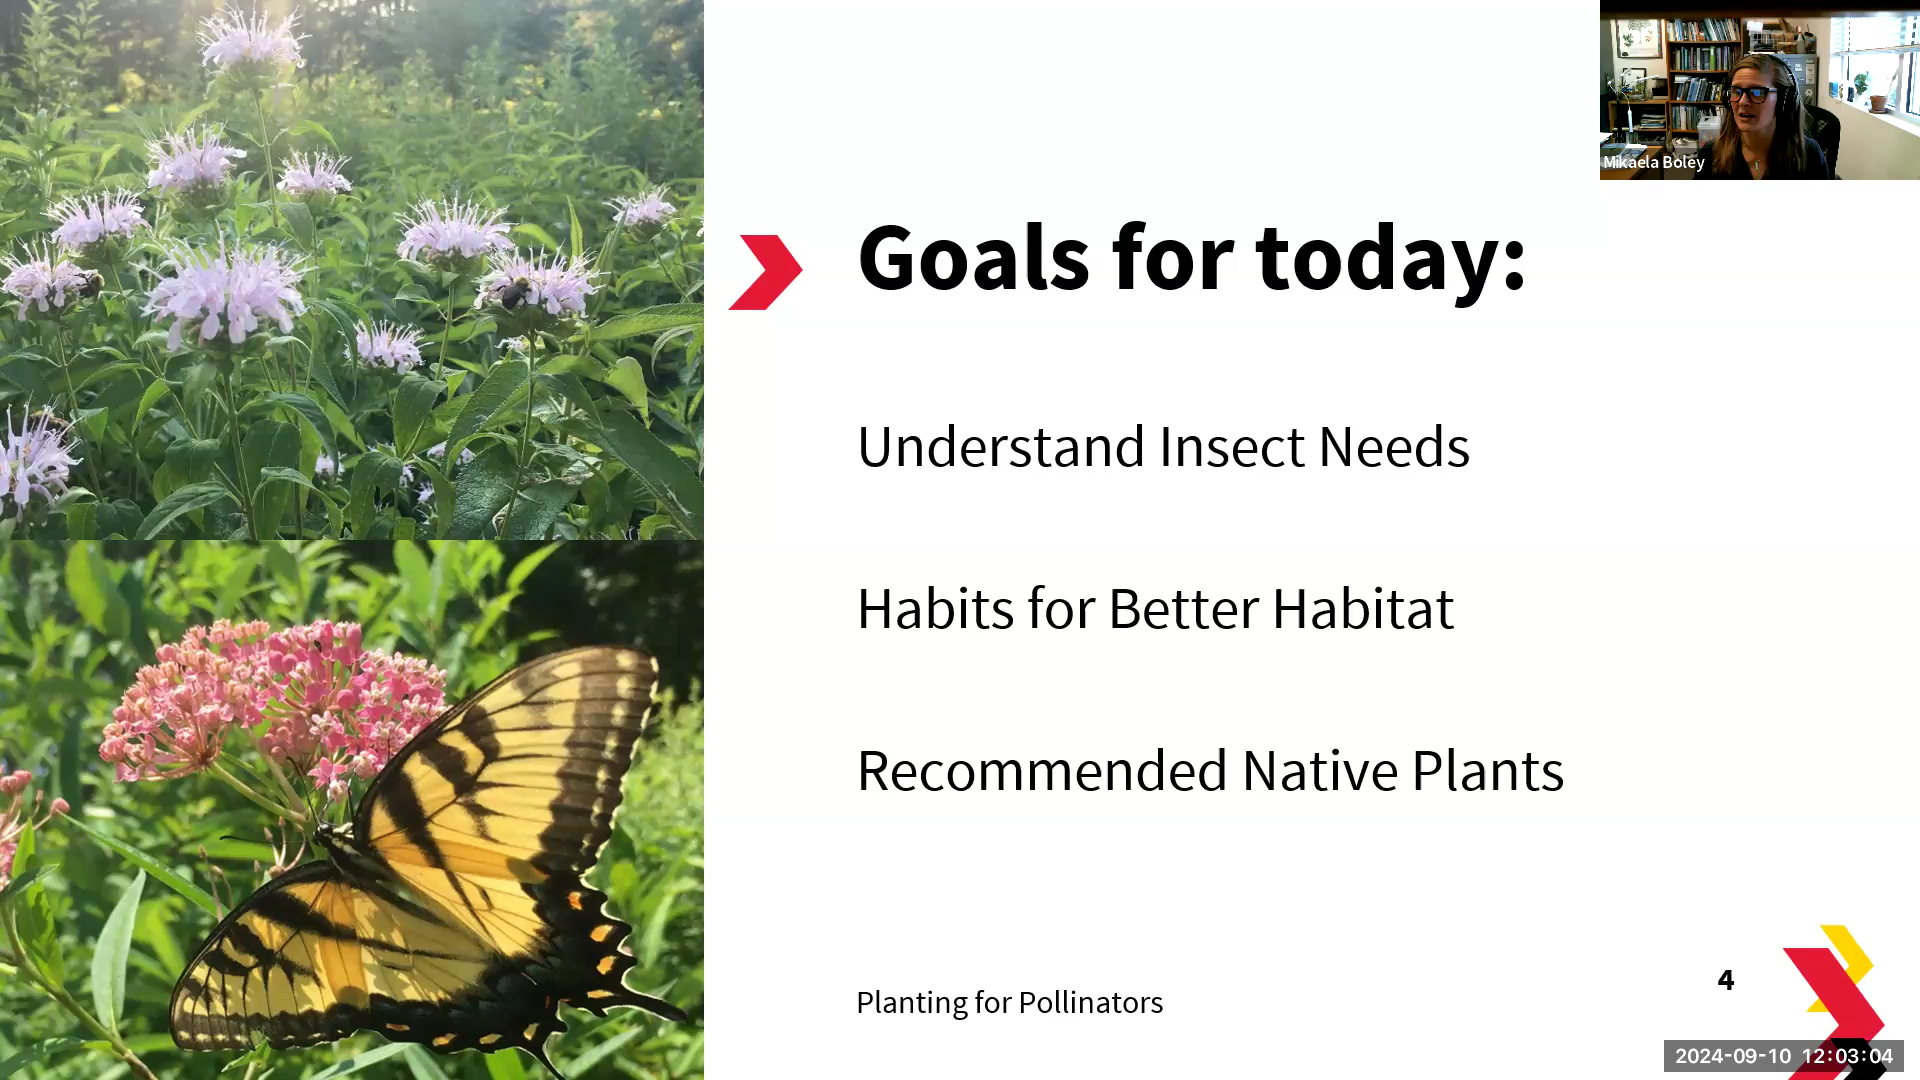 Mikaela Boley
Goals for today:
Understand Insect Needs
Habits for Better Habitat
Recommended Native Plants
Planting for Pollinators
4
2024-09-10 12:03:04